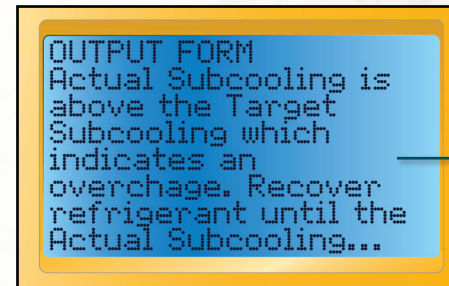 OUTPUT FORM
Actual Subcooling is
above the Target
Subcooling which
indicates an
overchage. Recover
refrigerant until the
Actual Subcooling...